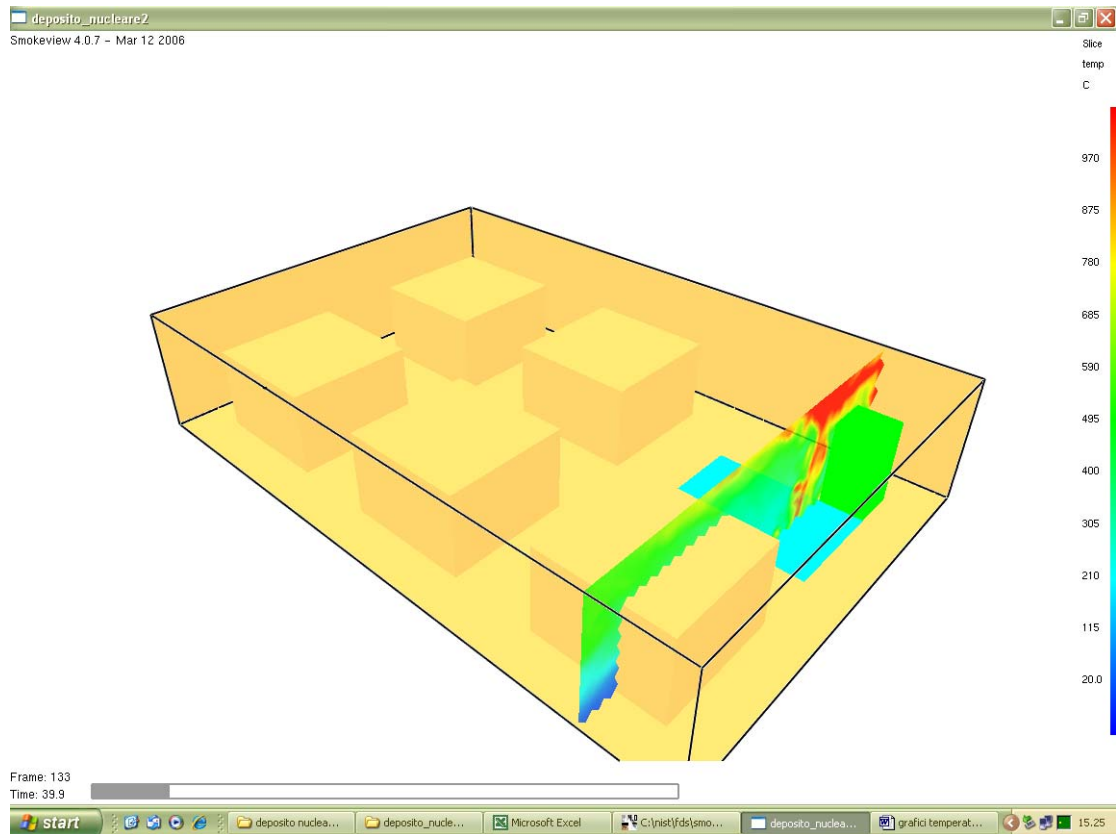 deposito_nucleare2
Smokeview 4.0.7 - Mar 12 2006
Slice
temp
C
970
875
780
685
590
495
400
305
210
115
20.0
Frame: 133
Time: 39.9
start
deposito nuclea...
deposito_nucle...
Microsoft Excel
C:\nist\fds\smo...
deposito_nuclea...
grafici temperat...
15.25